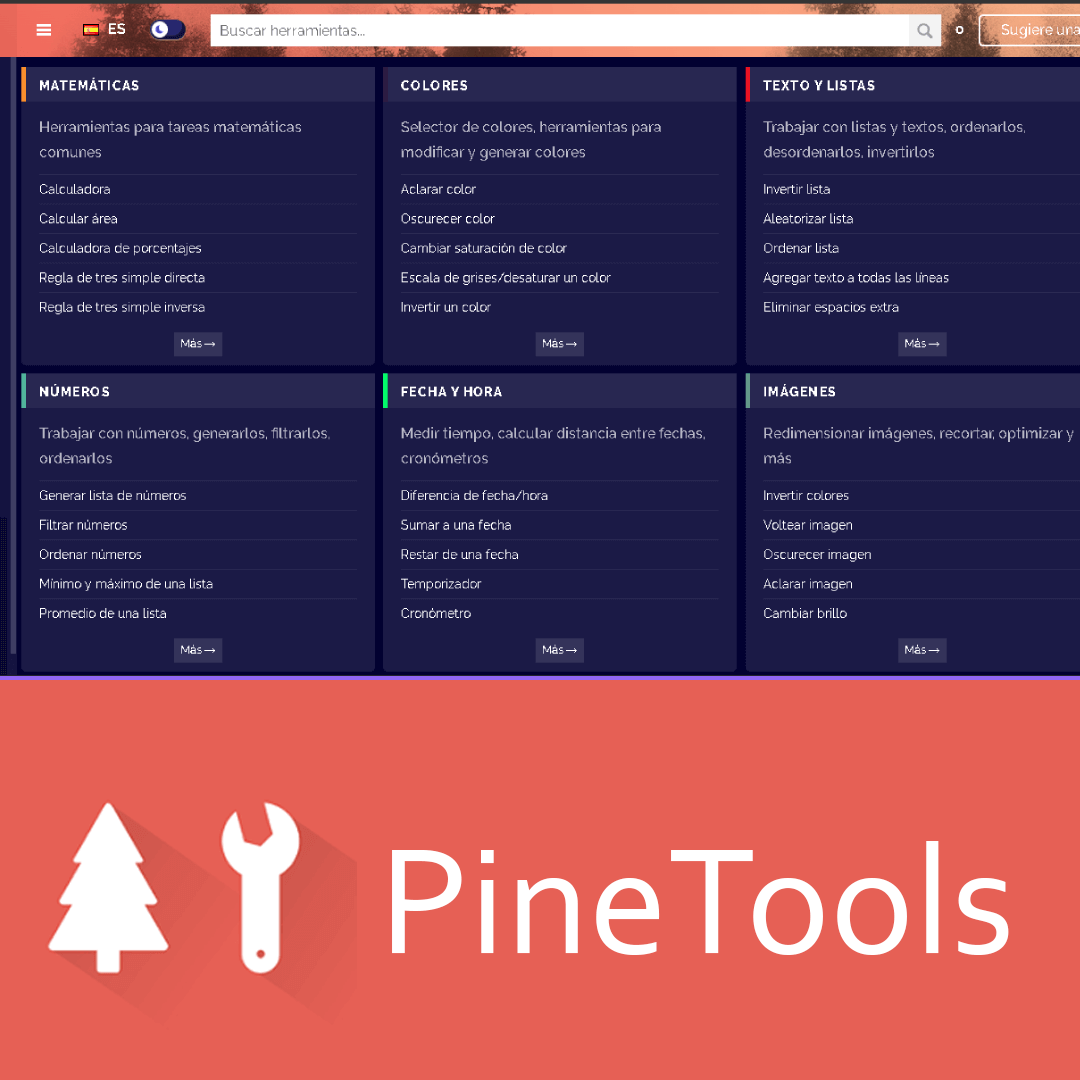 ES
Buscar herramientas...
o
Sugiere una
MATEMÁTICAS
Herramientas para tareas matemáticas
comunes
Calculadora
Calcular área
Calculadora de porcentajes
Regla de tres simple directa
Regla de tres simple inversa
Más→
COLORES
Selector de colores, herramientas para
modificar y generar colores
Aclarar color
Oscurecer color
Cambiar saturación de color
Escala de grises/desaturar un color
Invertir un color
Más→
TEXTO Y LISTAS
Trabajar con listas y textos, ordenarlos,
desordenarlos, invertirlos
Invertir lista
Aleatorizar lista
Ordenar lista
Agregar texto a todas las líneas
Eliminar espacios extra
Más→
NÚMEROS
Trabajar con números, generarlos, filtrarlos,
ordenarlos
Generar lista de números
Filtrar números
Ordenar números
Mínimo y máximo de una lista
Promedio de una lista
Más→
FECHA Y HORA
Medir tiempo, calcular distancia entre fechas,
cronómetros
Diferencia de fecha/hora
Sumar a una fecha
Restar de una fecha
Temporizador
Cronómetro
Más→
IMÁGENES
Redimensionar imágenes, recortar, optimizar y
más
Invertir colores
Voltear imagen
Oscurecer imagen
Aclarar imagen
Cambiar brillo
Más→
PineTools